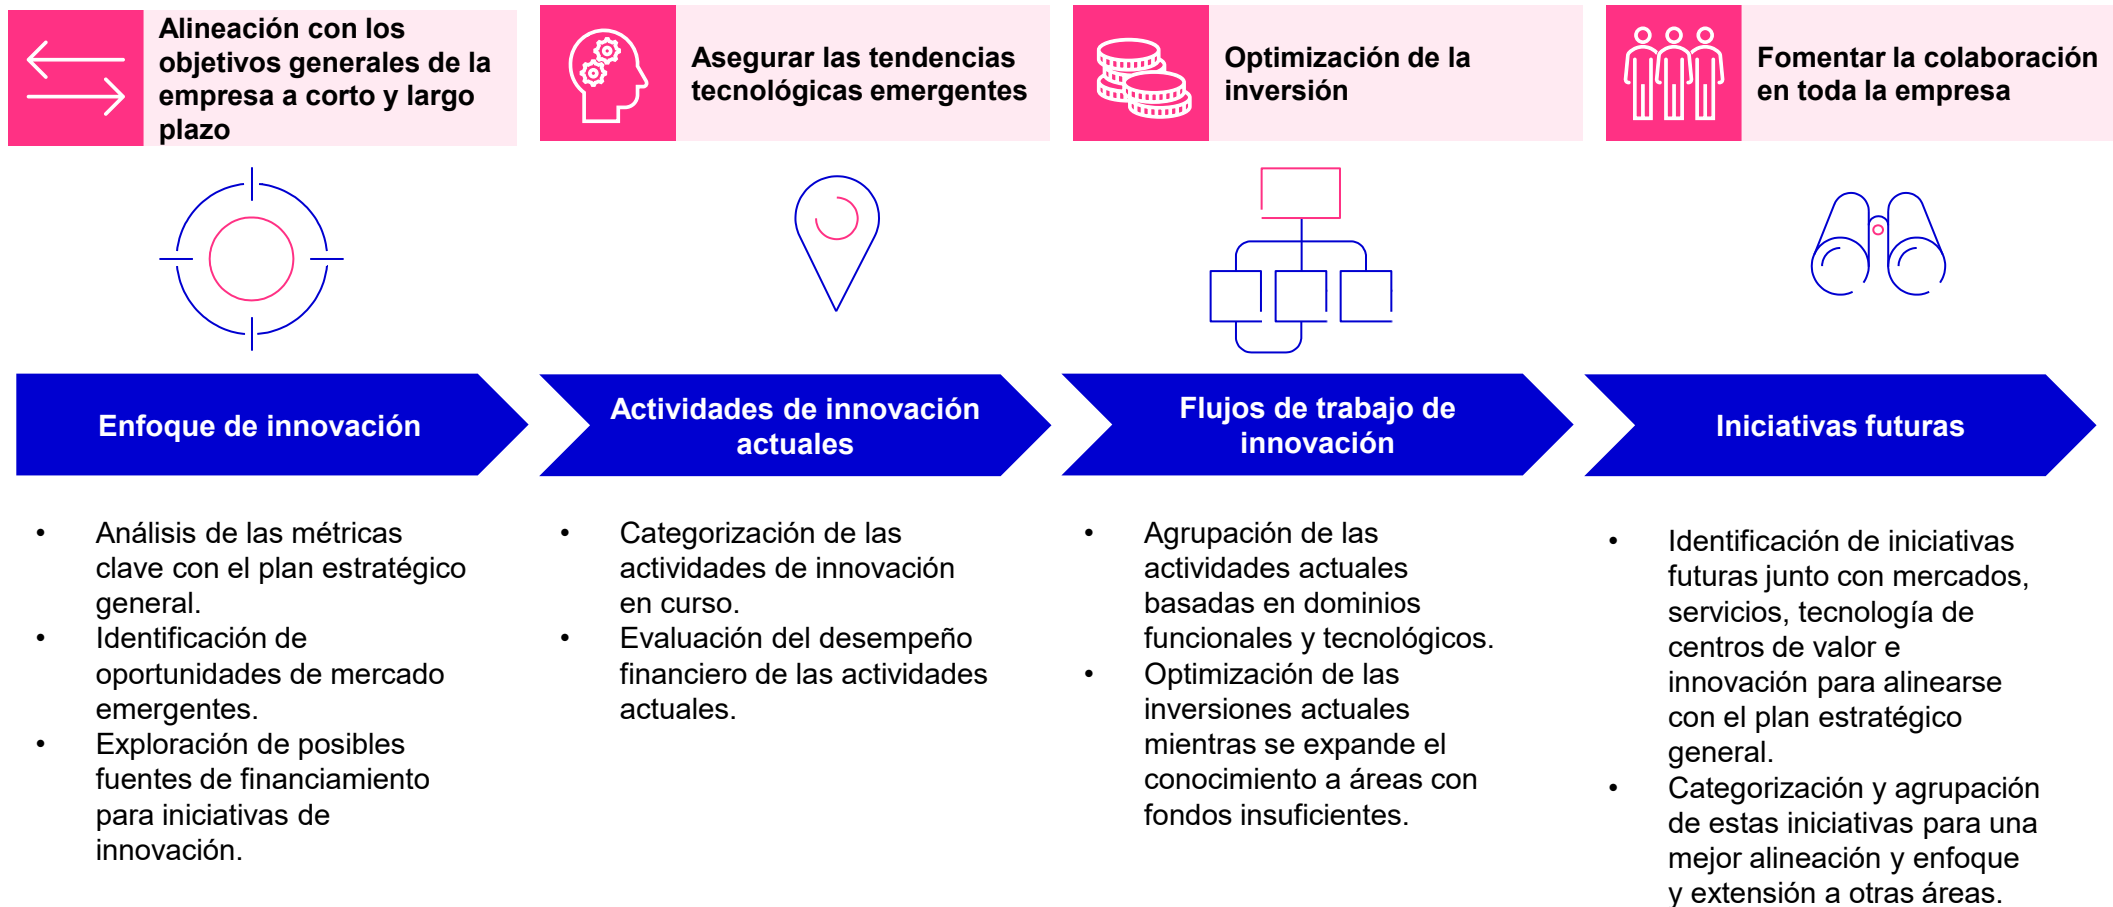 Alineación con los
objetivos generales de la
empresa a corto y largo
plazo
Asegurar las tendencias
tecnológicas emergentes
Optimización de la
inversión
Fomentar la colaboración
en toda la empresa
Enfoque de innovación
Actividades de innovación
actuales
Flujos de trabajo de
innovación
Iniciativas futuras
• Análisis de las métricas
clave con el plan estratégico
general.
• Identificación de
oportunidades de mercado
emergentes.
• Exploración de posibles
fuentes de financiamiento
para iniciativas de
innovación.
• Categorización de las
actividades de innovación
en curso.
• Evaluación del desempeño
financiero de las actividades
actuales.
• Agrupación de las
actividades actuales
basadas en dominios
funcionales y tecnológicos.
• Optimización de las
inversiones actuales
mientras se expande el
conocimiento a áreas con
fondos insuficientes.
• Identificación de iniciativas
futuras junto con mercados,
servicios, tecnología de
centros de valor e
innovación para alinearse
con el plan estratégico
general.
• Categorización y agrupación
de estas iniciativas para una
mejor alineación y enfoque
y extensión a otras áreas.